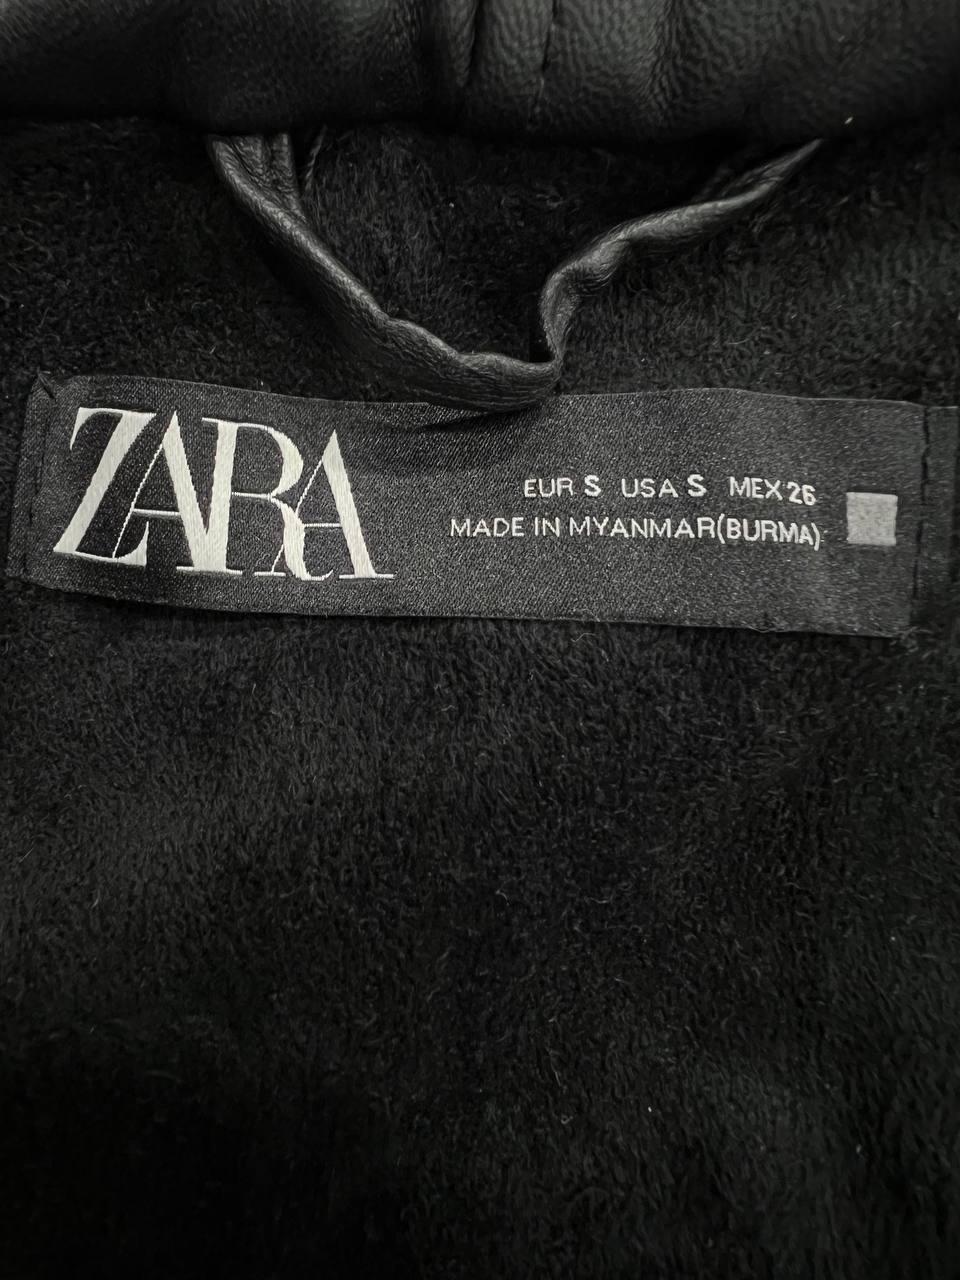 ZARA
EUR S USA S MEX 26
MADE IN MYANMAR(BURMA)